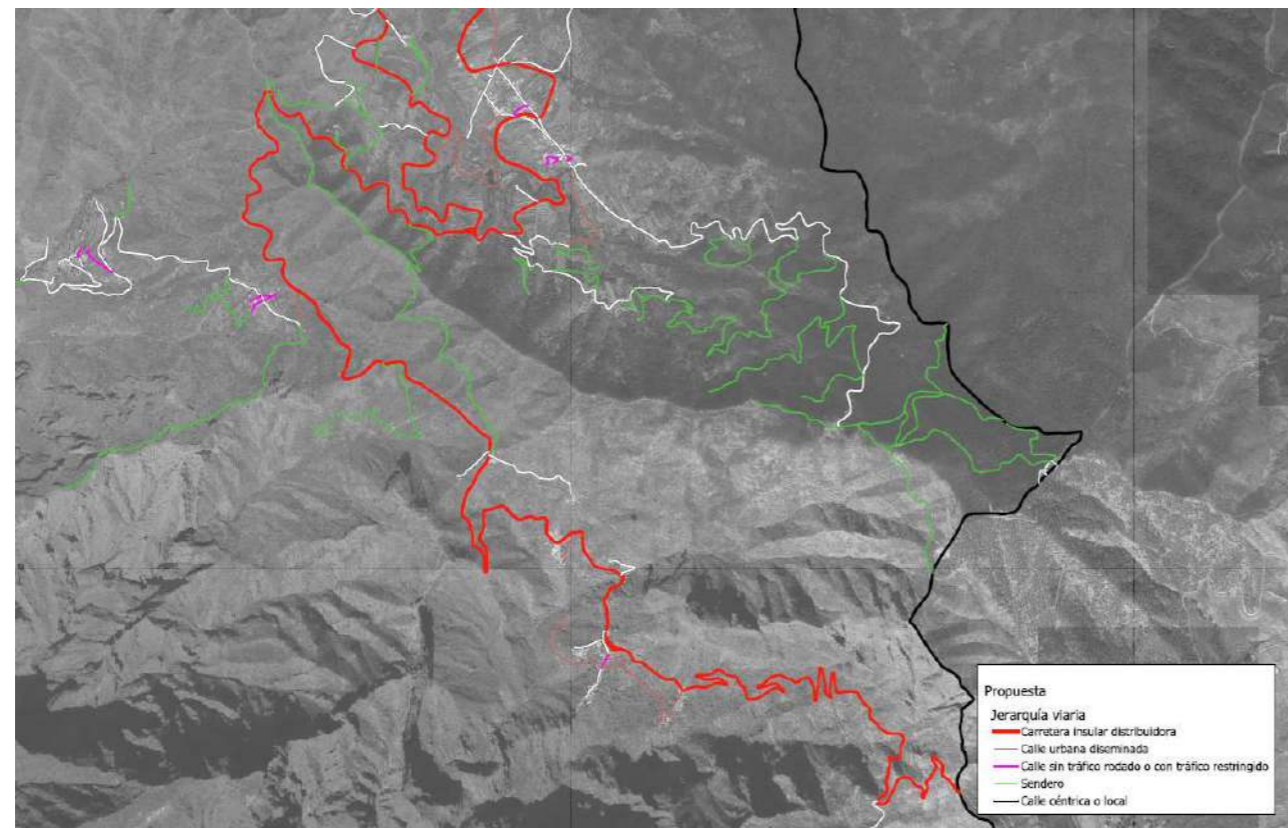 Propuesta
Jerarquía viaria
Carretera insular distribuidora
Calle urbana diseminada
Calle sin tráfico rodado o con tráfico restringido
Sendero
Calle céntrica o local